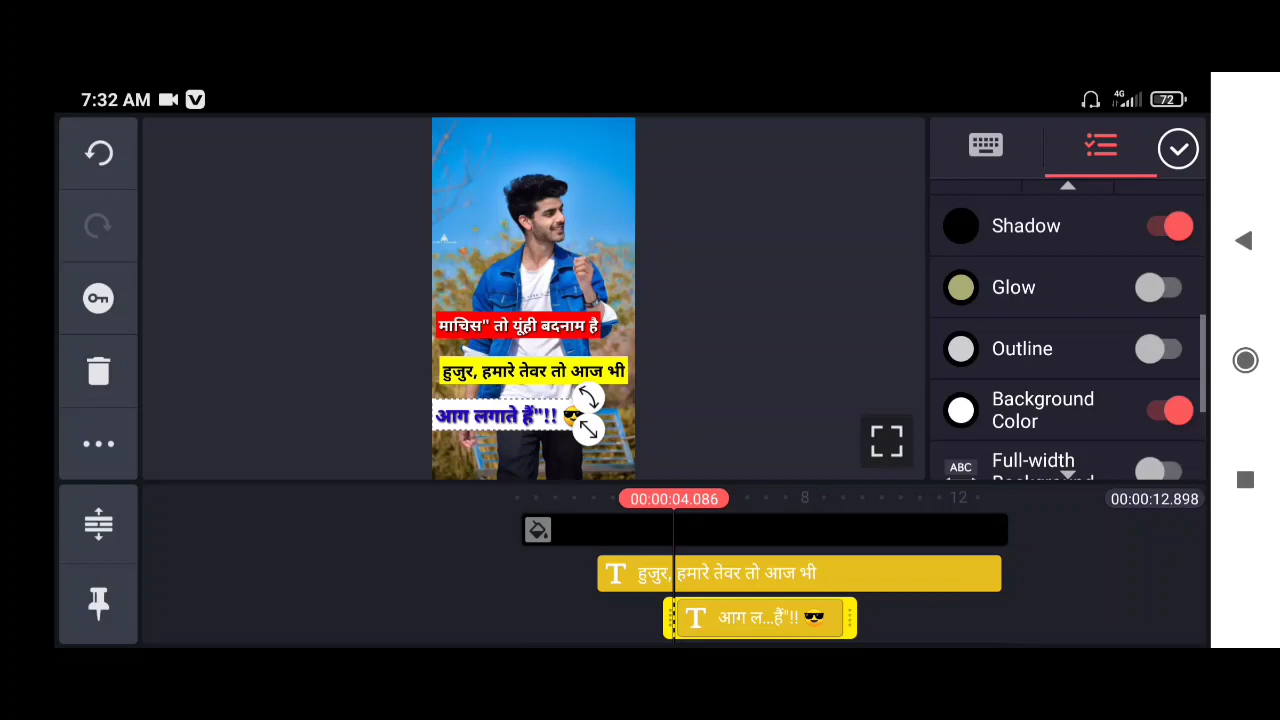 7:32 AM
4G
72
Shadow
Glow
Outline
Background
Color
ABC
Full-width
माचिस" तो यूंही बदनाम है
हुजुर, हमारे तेवर तो आज भी
आग लगाते हैं"!! 😎
00:00:04.086
8
12
00:00:12.898
T हुजुर, हमारे तेवर तो आज भी
T आग ल...हैं"!! 😎